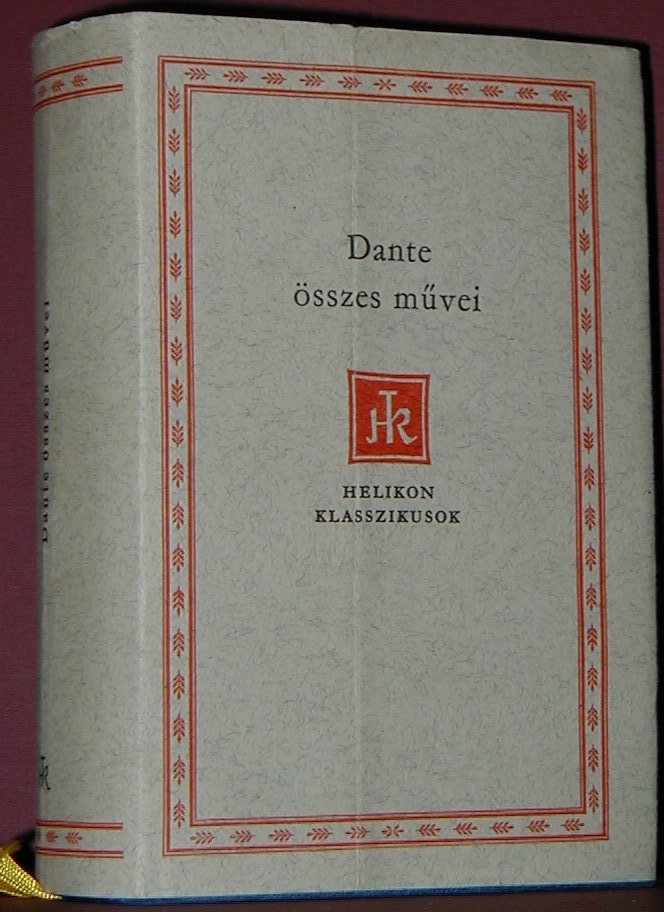 Dante
összes művei
HK
HELIKON
KLASSZIKUSOK
Dante összes művei
HK